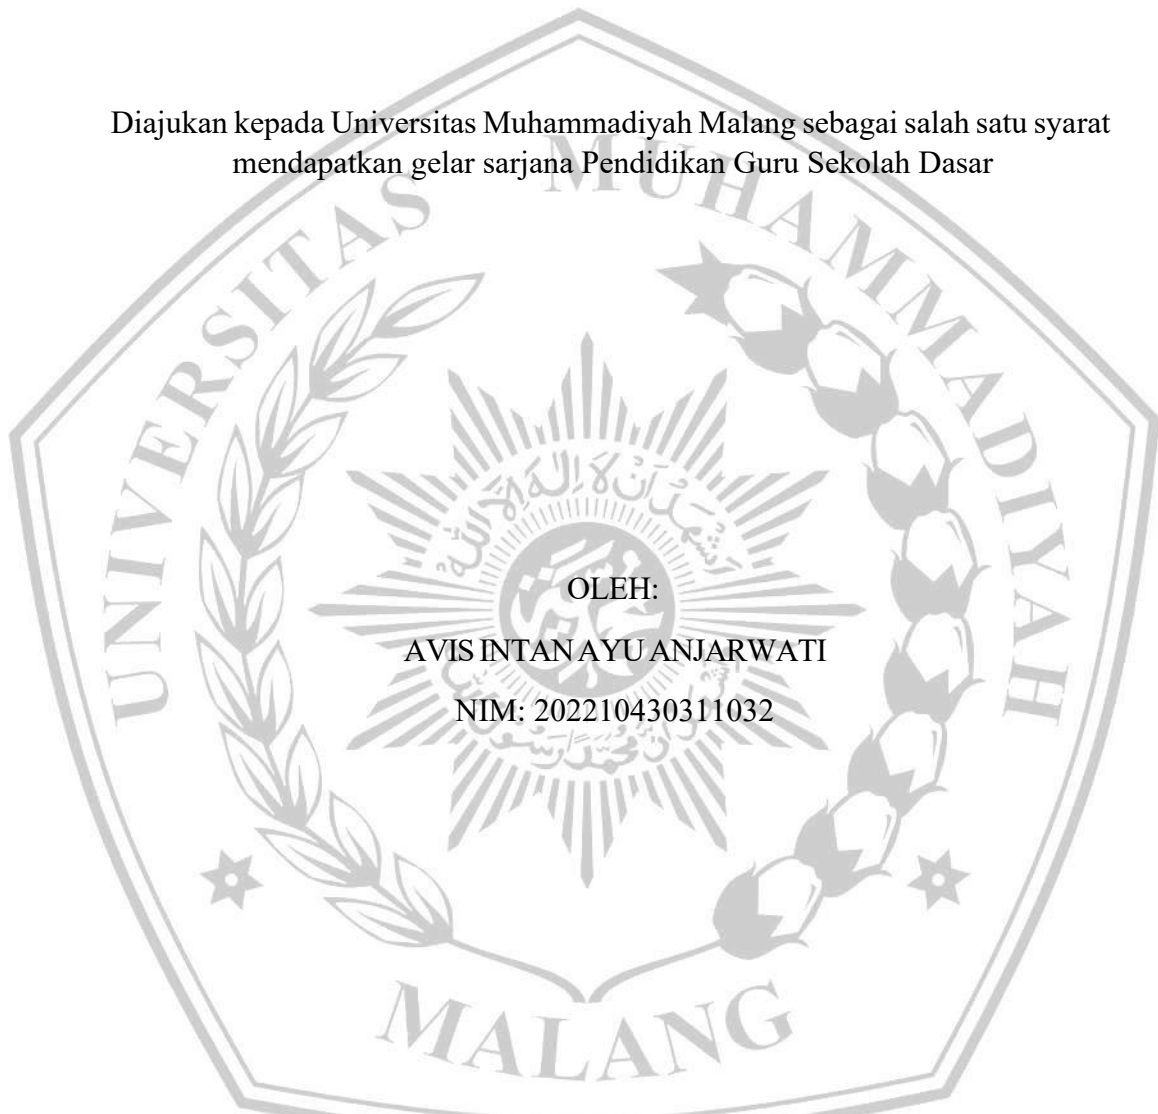 Diajukan kepada Universitas Muhammadiyah Malang sebagai salah satu syarat
mendapatkan gelar sarjana Pendidikan Guru Sekolah Dasar
UNIVERSITAS MUHAMMADIYAH
OLEH:
AVIS INTAN AYU ANJARWATI
NIM: 202210430311032
MALANG